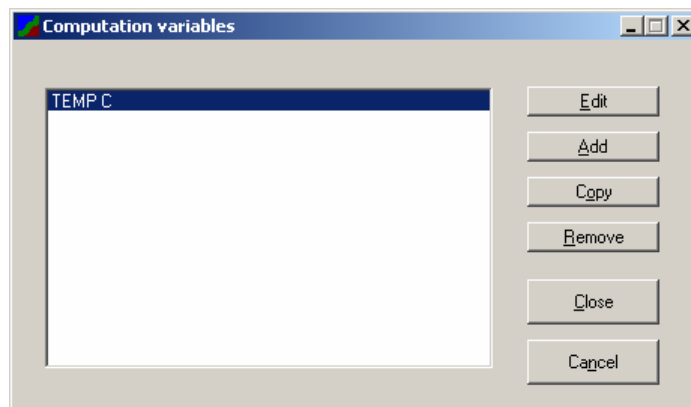 Computation variables
TEMP C
Edit
Add
Copy
Remove
Close
Cancel